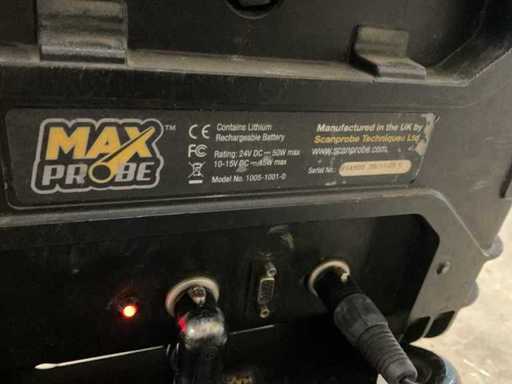 MAX
PROBE
TM
CE
Contains Lithium
Rechargeable Battery
FC
Rating: 24V DC 50W max
10-15V DC 45W max
Model No. 1005-1001-0
Manufactured in the UK by
Scanprobe Techniques Ltd
www.scanprobe.com
Serial No.